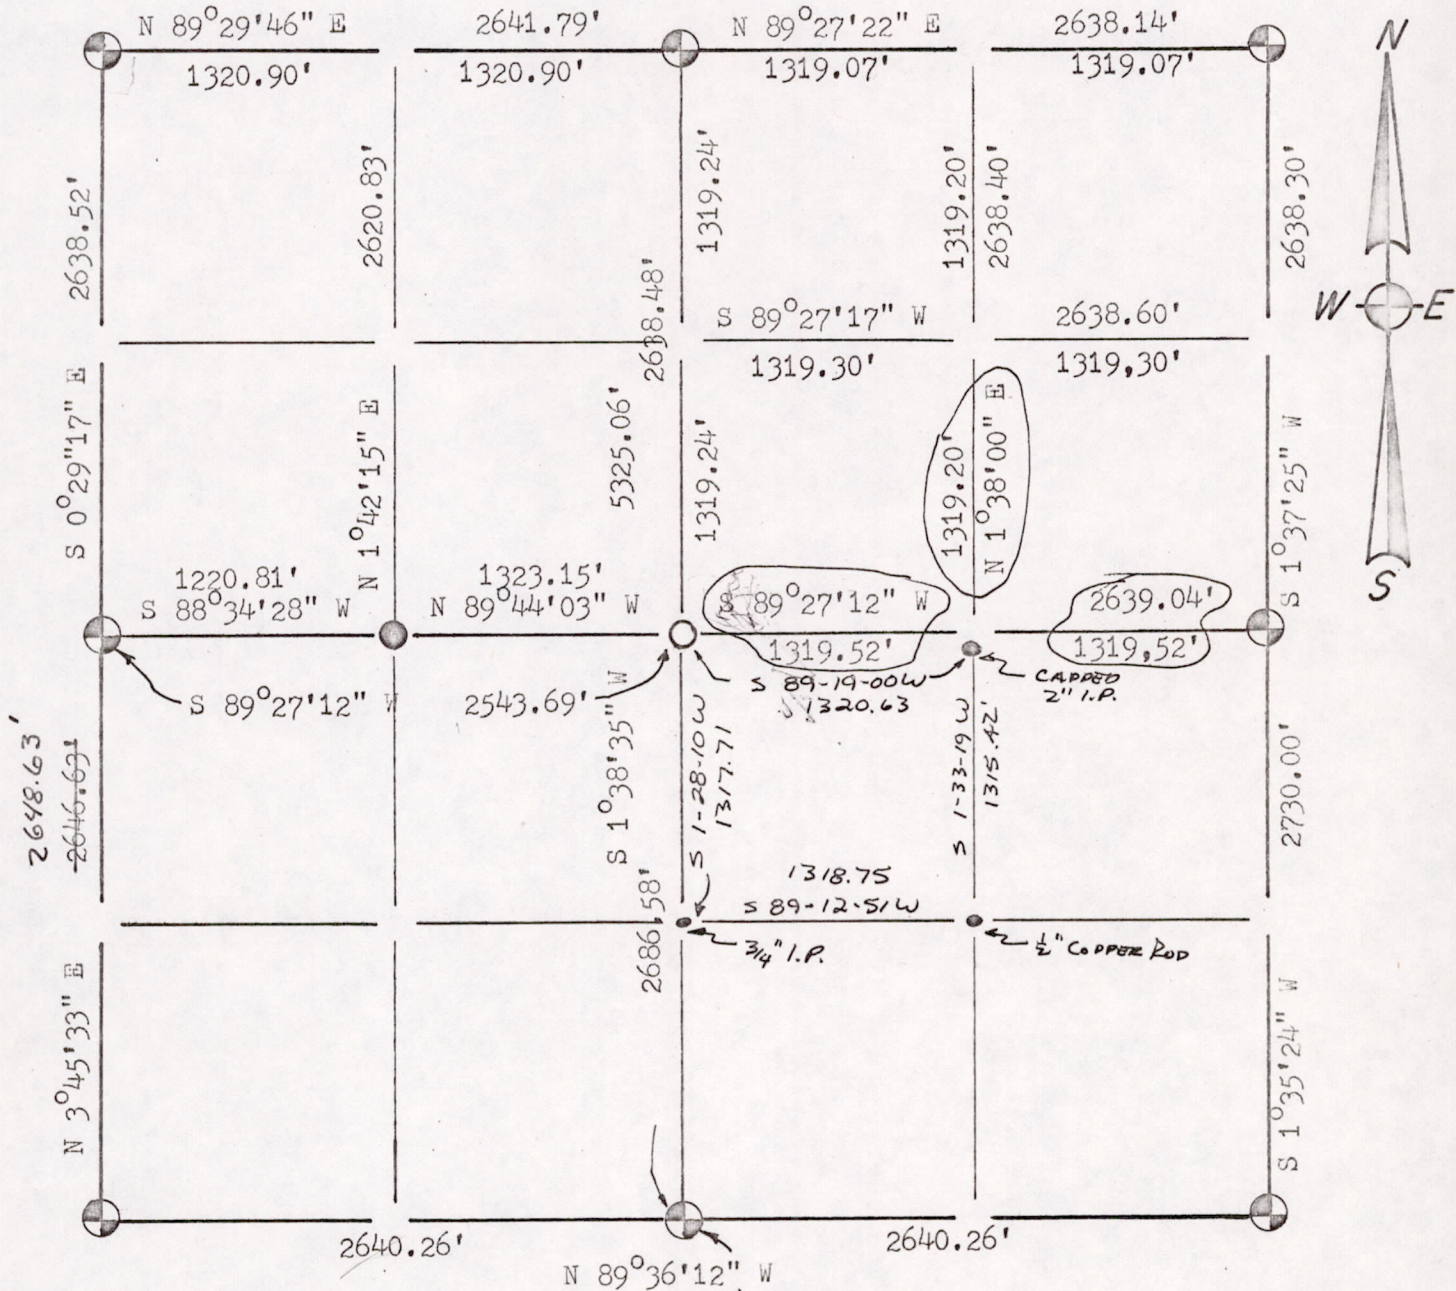 N 89°29'46" E
2641.79'
N 89°27'22" E
2638.14'
1320.90'
1320.90'
1319.07'
1319.07'
N
2638.52'
2620.83'
1319.24'
1319.20'
2638.40'
2638.30'
W
E
2638.48'
S 89°27'17" W
2638.60'
1319.30'
1319,30'
S 0°29'17" E
N 1°42'15" E
5325.06'
1319.24'
1319.20'
N 1°38'00" E
S 1°37'25" W
S
1220.81'
S 88°34'28" W
1323.15'
N 89°44'03" W
S 89°27'12" W
2639.04'
1319.52'
1319,52'
S 89°27'12" W
2543.69'
S 89-19-00W
1320.63
CAPPED
2" I.P.
2648.63'
2646.63'
S 1°38'35" W
S 1-28-10W
1317.71
S 1-33-19 W
1315.42'
2730.00'
1318.75
S 89-12-51W
2686.58'
3/4" I.P.
1/2" COPPER ROD
N 3°45'33" E
S 1°35'24" W
2640.26'
2640.26'
N 89°36'12" W